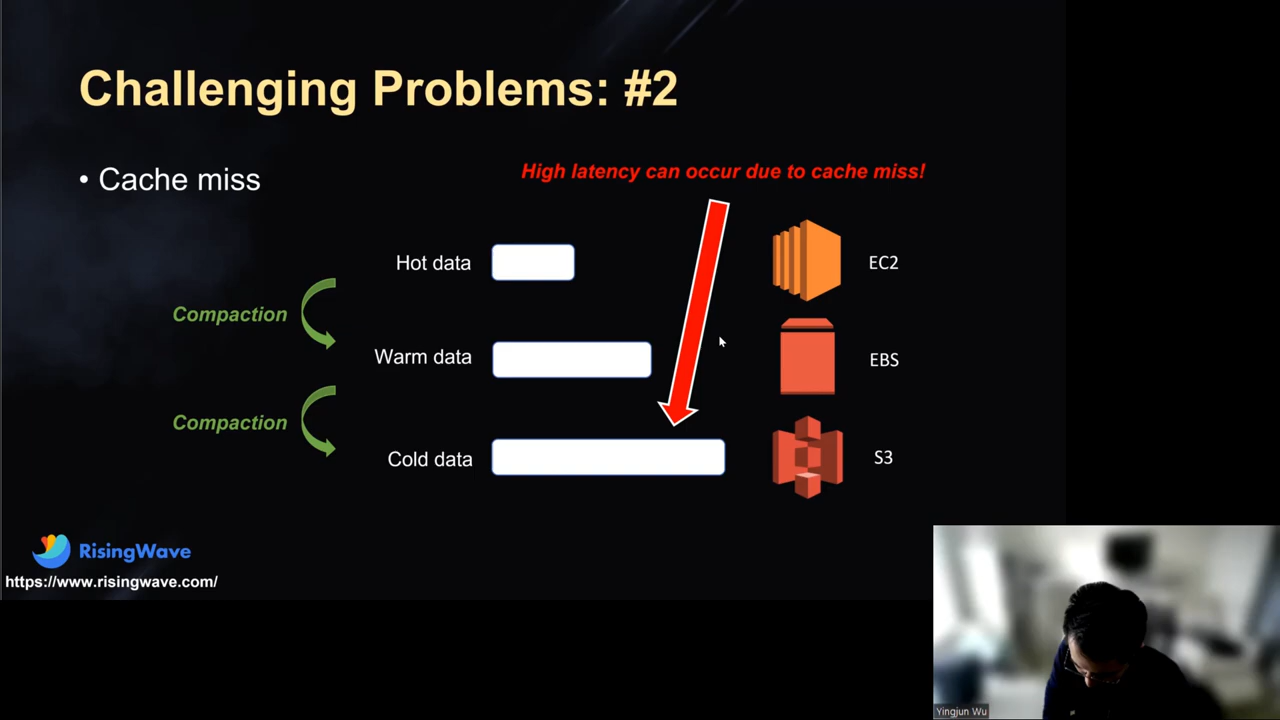 Challenging Problems: #2
• Cache miss
High latency can occur due to cache miss!
Hot data
EC2
Compaction
Warm data
EBS
Compaction
Cold data
S3
RisingWave
https://www.risingwave.com/
Yingjun Wu